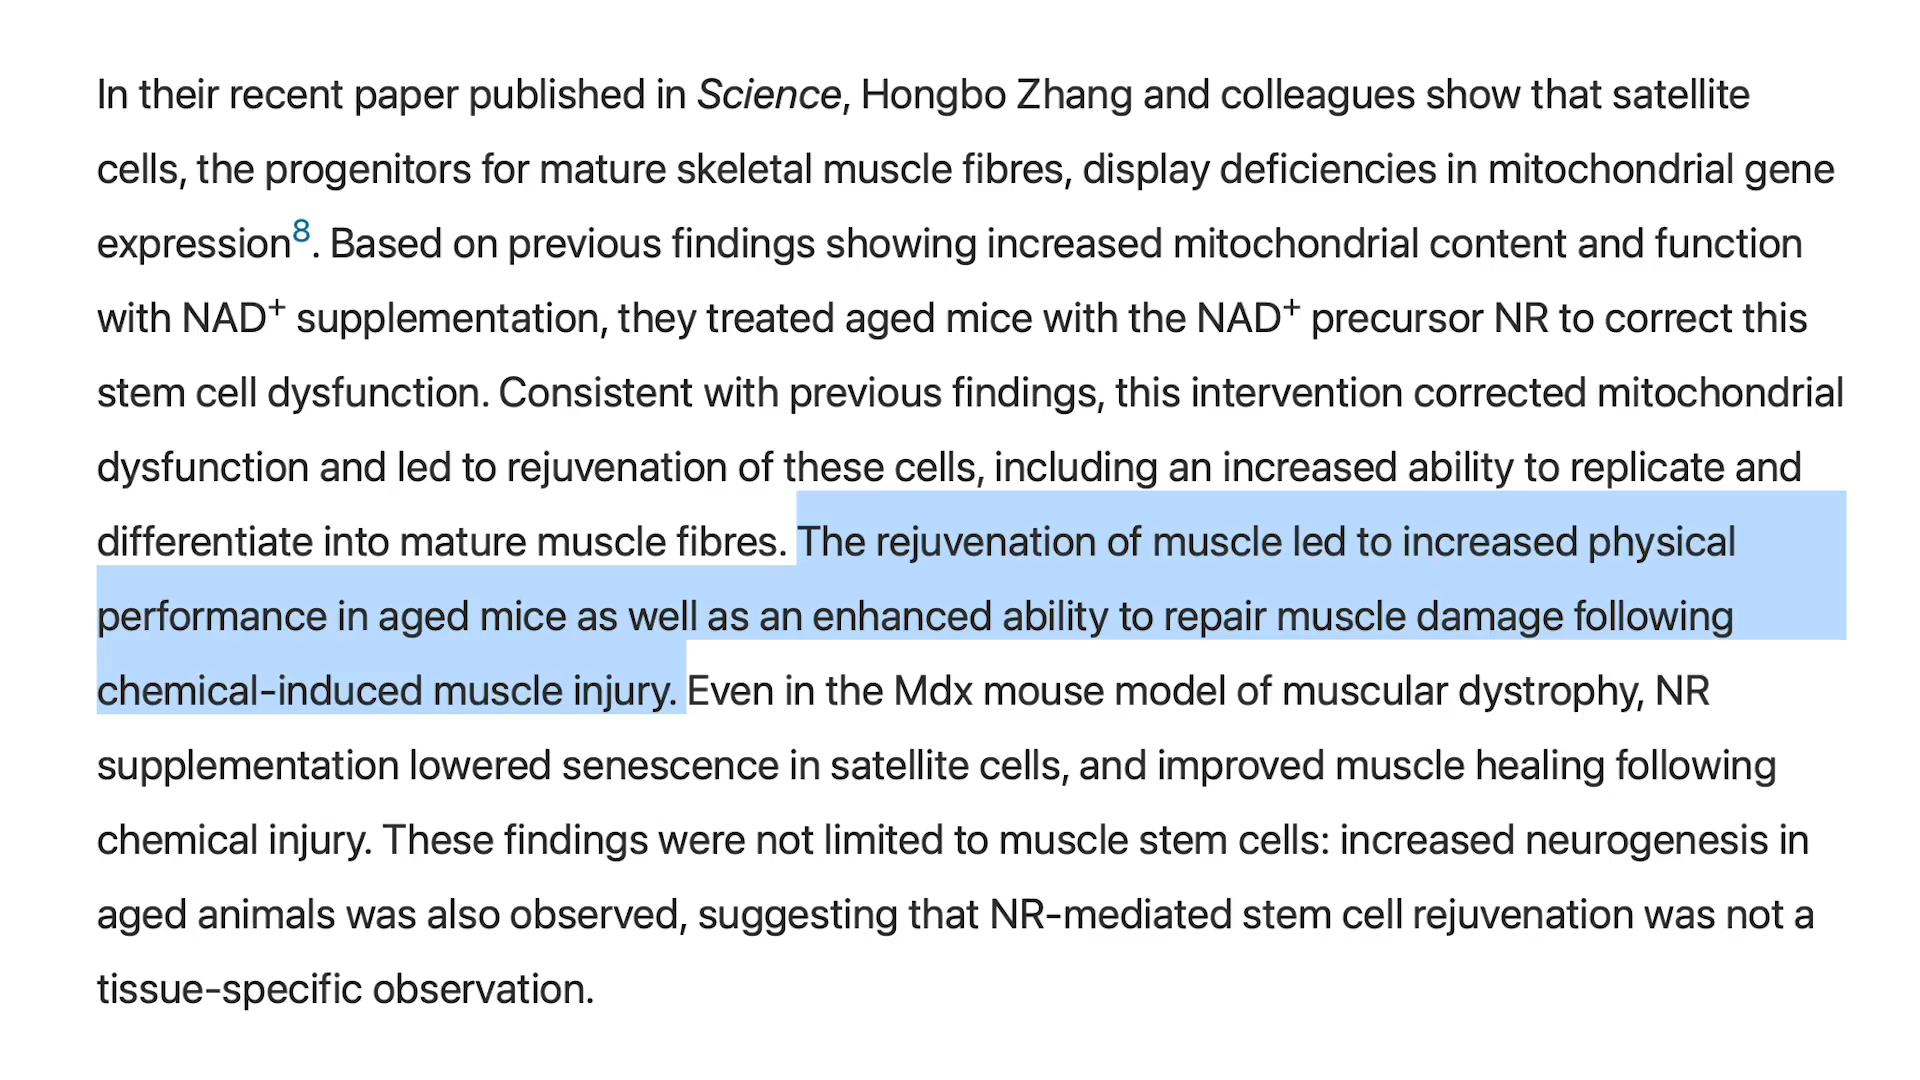 In their recent paper published in Science, Hongbo Zhang and colleagues show that satellite
cells, the progenitors for mature skeletal muscle fibres, display deficiencies in mitochondrial gene
expression⁸. Based on previous findings showing increased mitochondrial content and function
with NAD⁺ supplementation, they treated aged mice with the NAD⁺ precursor NR to correct this
stem cell dysfunction. Consistent with previous findings, this intervention corrected mitochondrial
dysfunction and led to rejuvenation of these cells, including an increased ability to replicate and
differentiate into mature muscle fibres. The rejuvenation of muscle led to increased physical
performance in aged mice as well as an enhanced ability to repair muscle damage following
chemical-induced muscle injury. Even in the Mdx mouse model of muscular dystrophy, NR
supplementation lowered senescence in satellite cells, and improved muscle healing following
chemical injury. These findings were not limited to muscle stem cells: increased neurogenesis in
aged animals was also observed, suggesting that NR-mediated stem cell rejuvenation was not a
tissue-specific observation.